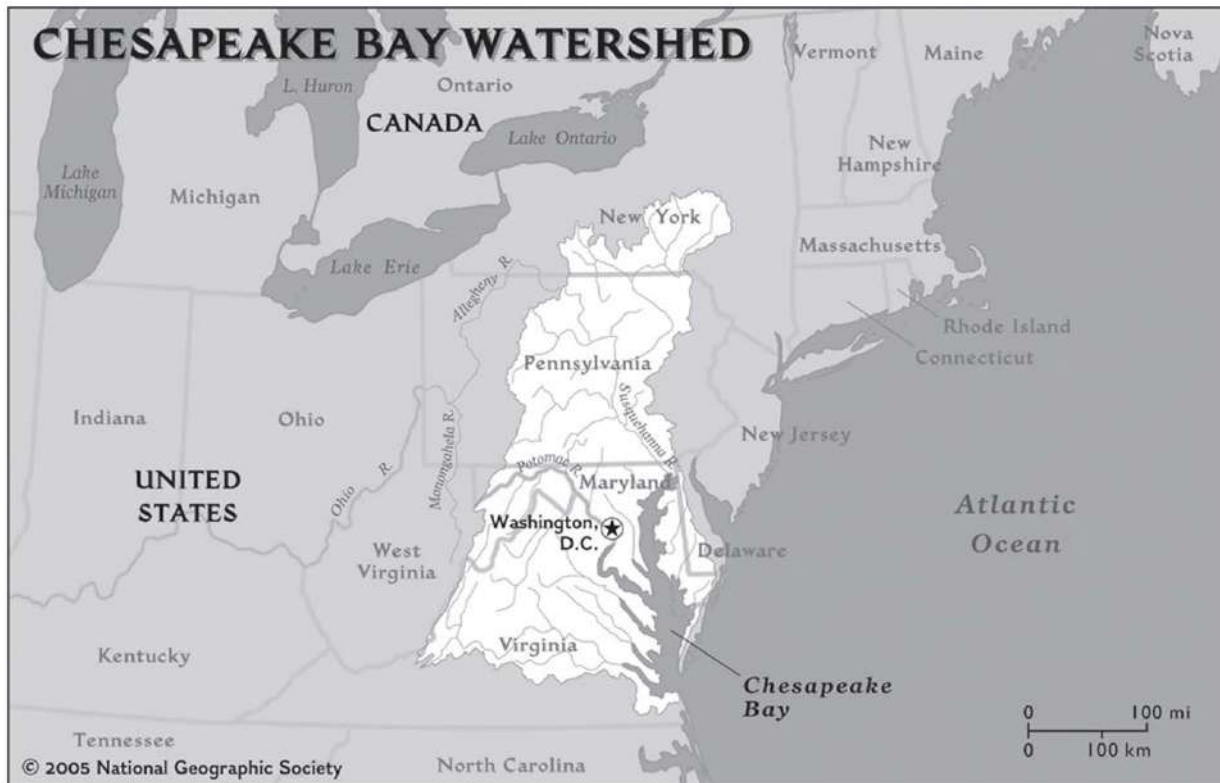 CHESAPEAKE BAY WATERSHED
Vermont
Maine
Nova
Scotia
L. Huron
Ontario
CANADA
Lake Ontario
New
Hampshire
Lake
Michigan
Michigan
New York
Massachusetts
Lake Erie
Allegheny R.
Rhode Island
Connecticut
Pennsylvania
Susquehanna R.
Indiana
Ohio
Monongahela R.
New Jersey
UNITED
STATES
Ohio R.
Potomac R.
Maryland
Atlantic
Ocean
Washington,
D.C.
West
Virginia
Delaware
Kentucky
Virginia
Chesapeake
Bay
0 100 mi
0 100 km
Tennessee
North Carolina
© 2005 National Geographic Society